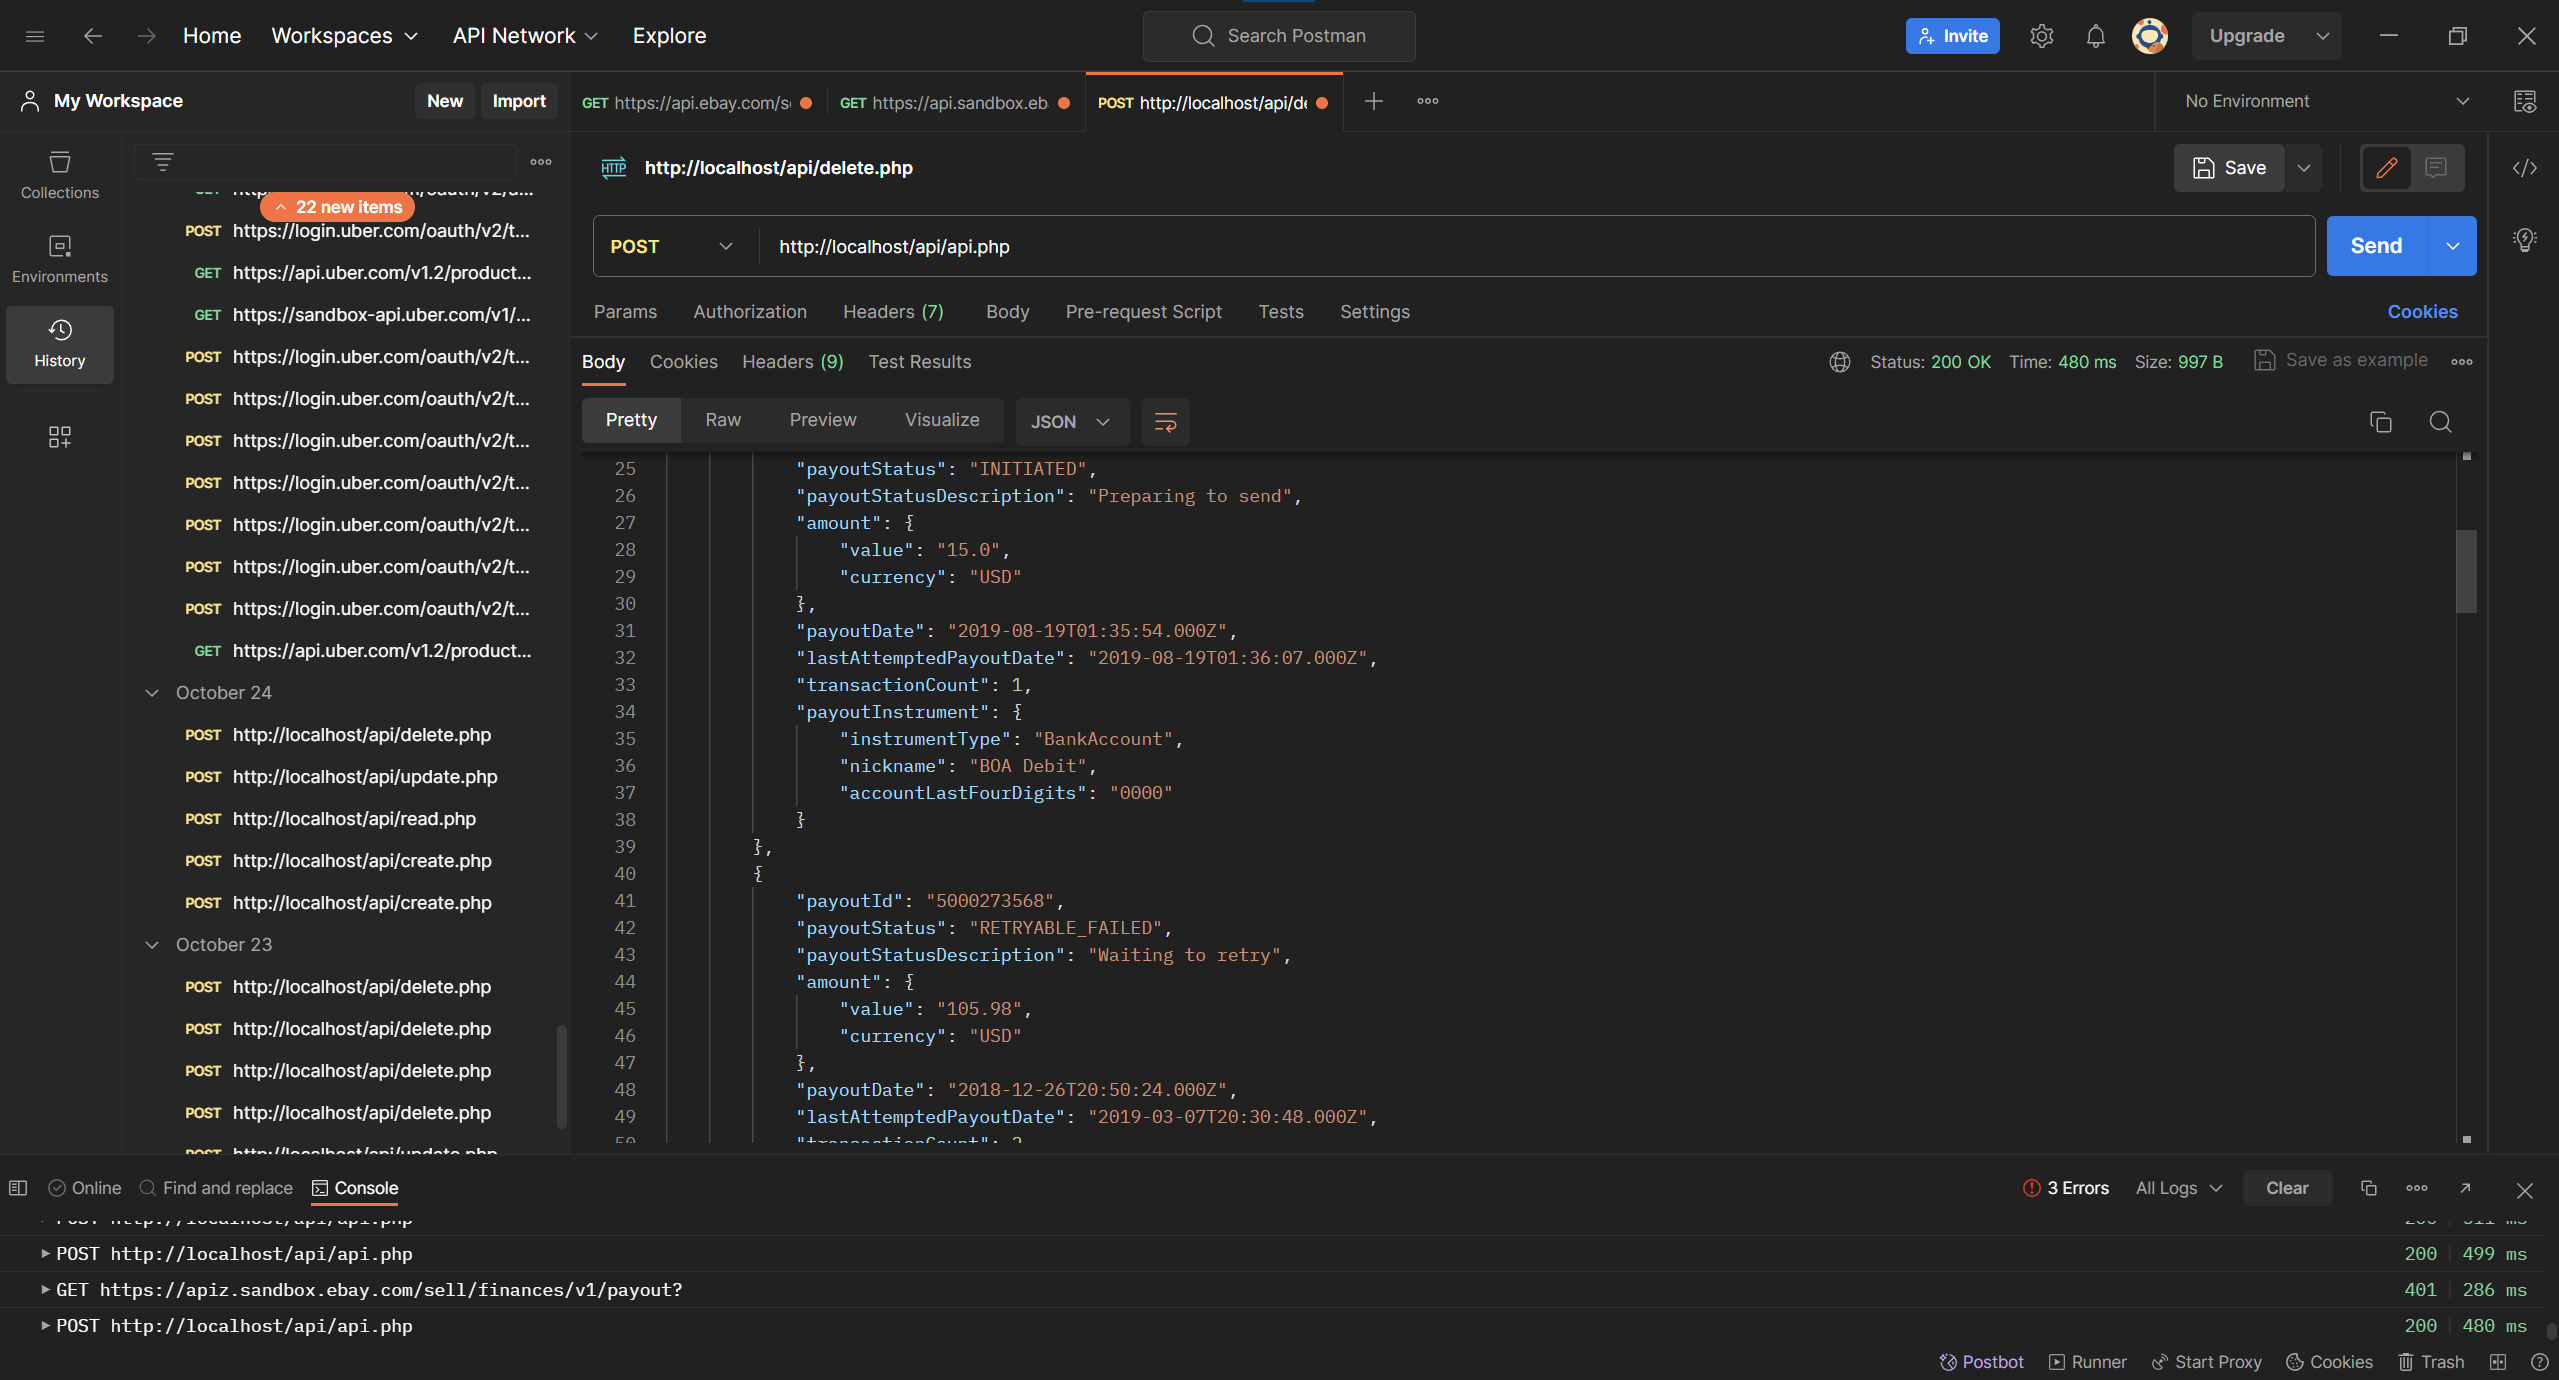 Home Workspaces API Network Explore Search Postman Invite Upgrade
My Workspace New Import
GET https://api.ebay.com/s
GET https://api.sandbox.eb
POST http://localhost/api/de
No Environment
Collections
Environments
History
22 new items
POST https://login.uber.com/oauth/v2/t...
GET https://api.uber.com/v1.2/product...
GET https://sandbox-api.uber.com/v1/...
POST https://login.uber.com/oauth/v2/t...
POST https://login.uber.com/oauth/v2/t...
POST https://login.uber.com/oauth/v2/t...
POST https://login.uber.com/oauth/v2/t...
POST https://login.uber.com/oauth/v2/t...
POST https://login.uber.com/oauth/v2/t...
POST https://login.uber.com/oauth/v2/t...
GET https://api.uber.com/v1.2/product...
October 24
POST http://localhost/api/delete.php
POST http://localhost/api/update.php
POST http://localhost/api/read.php
POST http://localhost/api/create.php
POST http://localhost/api/create.php
October 23
POST http://localhost/api/delete.php
POST http://localhost/api/delete.php
POST http://localhost/api/delete.php
POST http://localhost/api/delete.php
POST http://localhost/api/update.php
HTTP http://localhost/api/delete.php Save
POST http://localhost/api/api.php Send
Params Authorization Headers (7) Body Pre-request Script Tests Settings Cookies
Body Cookies Headers (9) Test Results Status: 200 OK Time: 480 ms Size: 997 B Save as example
Pretty Raw Preview Visualize JSON
25 "payoutStatus": "INITIATED",
26 "payoutStatusDescription": "Preparing to send",
27 "amount": {
28 "value": "15.0",
29 "currency": "USD"
30 },
31 "payoutDate": "2019-08-19T01:35:54.000Z",
32 "lastAttemptedPayoutDate": "2019-08-19T01:36:07.000Z",
33 "transactionCount": 1,
34 "payoutInstrument": {
35 "instrumentType": "BankAccount",
36 "nickname": "BOA Debit",
37 "accountLastFourDigits": "0000"
38 }
39 },
40 {
41 "payoutId": "5000273568",
42 "payoutStatus": "RETRYABLE_FAILED",
43 "payoutStatusDescription": "Waiting to retry",
44 "amount": {
45 "value": "105.98",
46 "currency": "USD"
47 },
48 "payoutDate": "2018-12-26T20:50:24.000Z",
49 "lastAttemptedPayoutDate": "2019-03-07T20:30:48.000Z",
50 "transactionCount": 2
Online Find and replace Console 3 Errors All Logs Clear
POST http://localhost/api/api.php
POST http://localhost/api/api.php 200 499 ms
GET https://apiz.sandbox.ebay.com/sell/finances/v1/payout? 401 286 ms
POST http://localhost/api/api.php 200 480 ms
Postbot Runner Start Proxy Cookies Trash